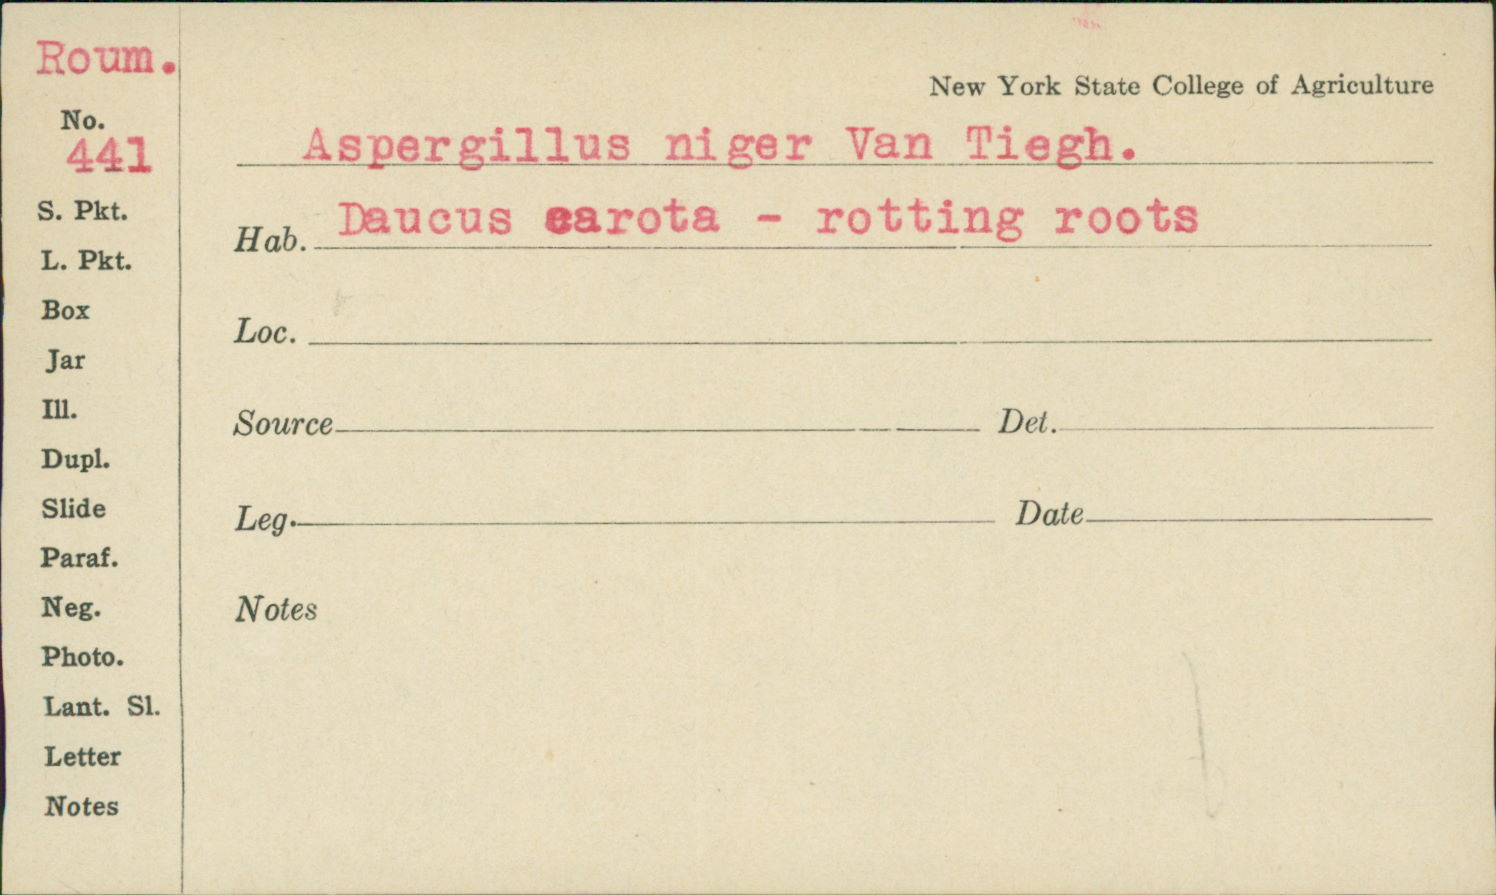 Roum.
No.
441
S. Pkt.
L. Pkt.
Box
Jar
Ill.
Dupl.
Slide
Paraf.
Neg.
Photo.
Lant. Sl.
Letter
Notes
New York State College of Agriculture
Aspergillus niger Van Tiegh.
Hab. Daucus carota - rotting roots
Loc.
Source Det.
Leg. Date
Notes